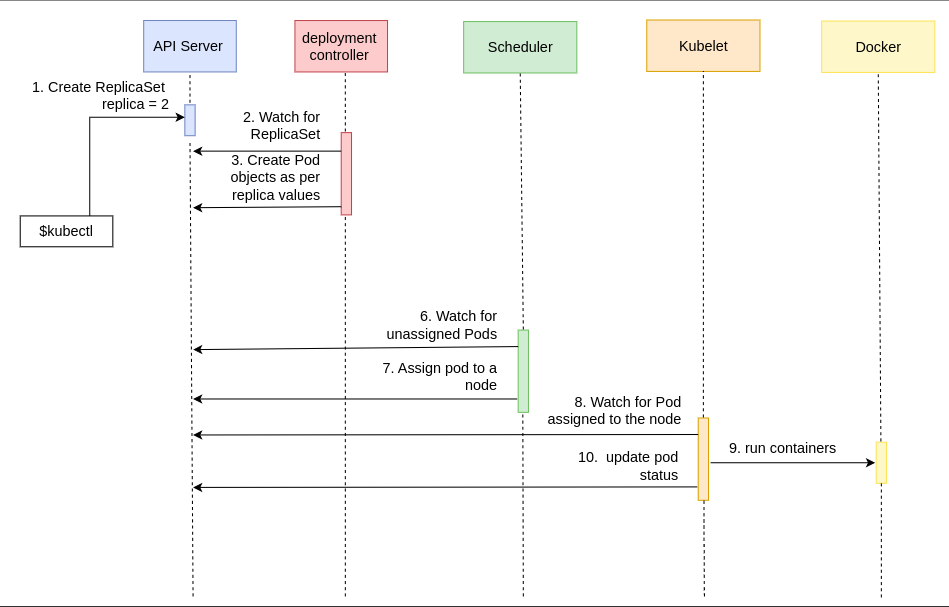 API Server
deployment
controller
Scheduler
Kubelet
Docker
1. Create ReplicaSet
replica = 2
2. Watch for
ReplicaSet
3. Create Pod
objects as per
replica values
$kubectl
6. Watch for
unassigned Pods
7. Assign pod to a
node
8. Watch for Pod
assigned to the node
9. run containers
10.  update pod
status